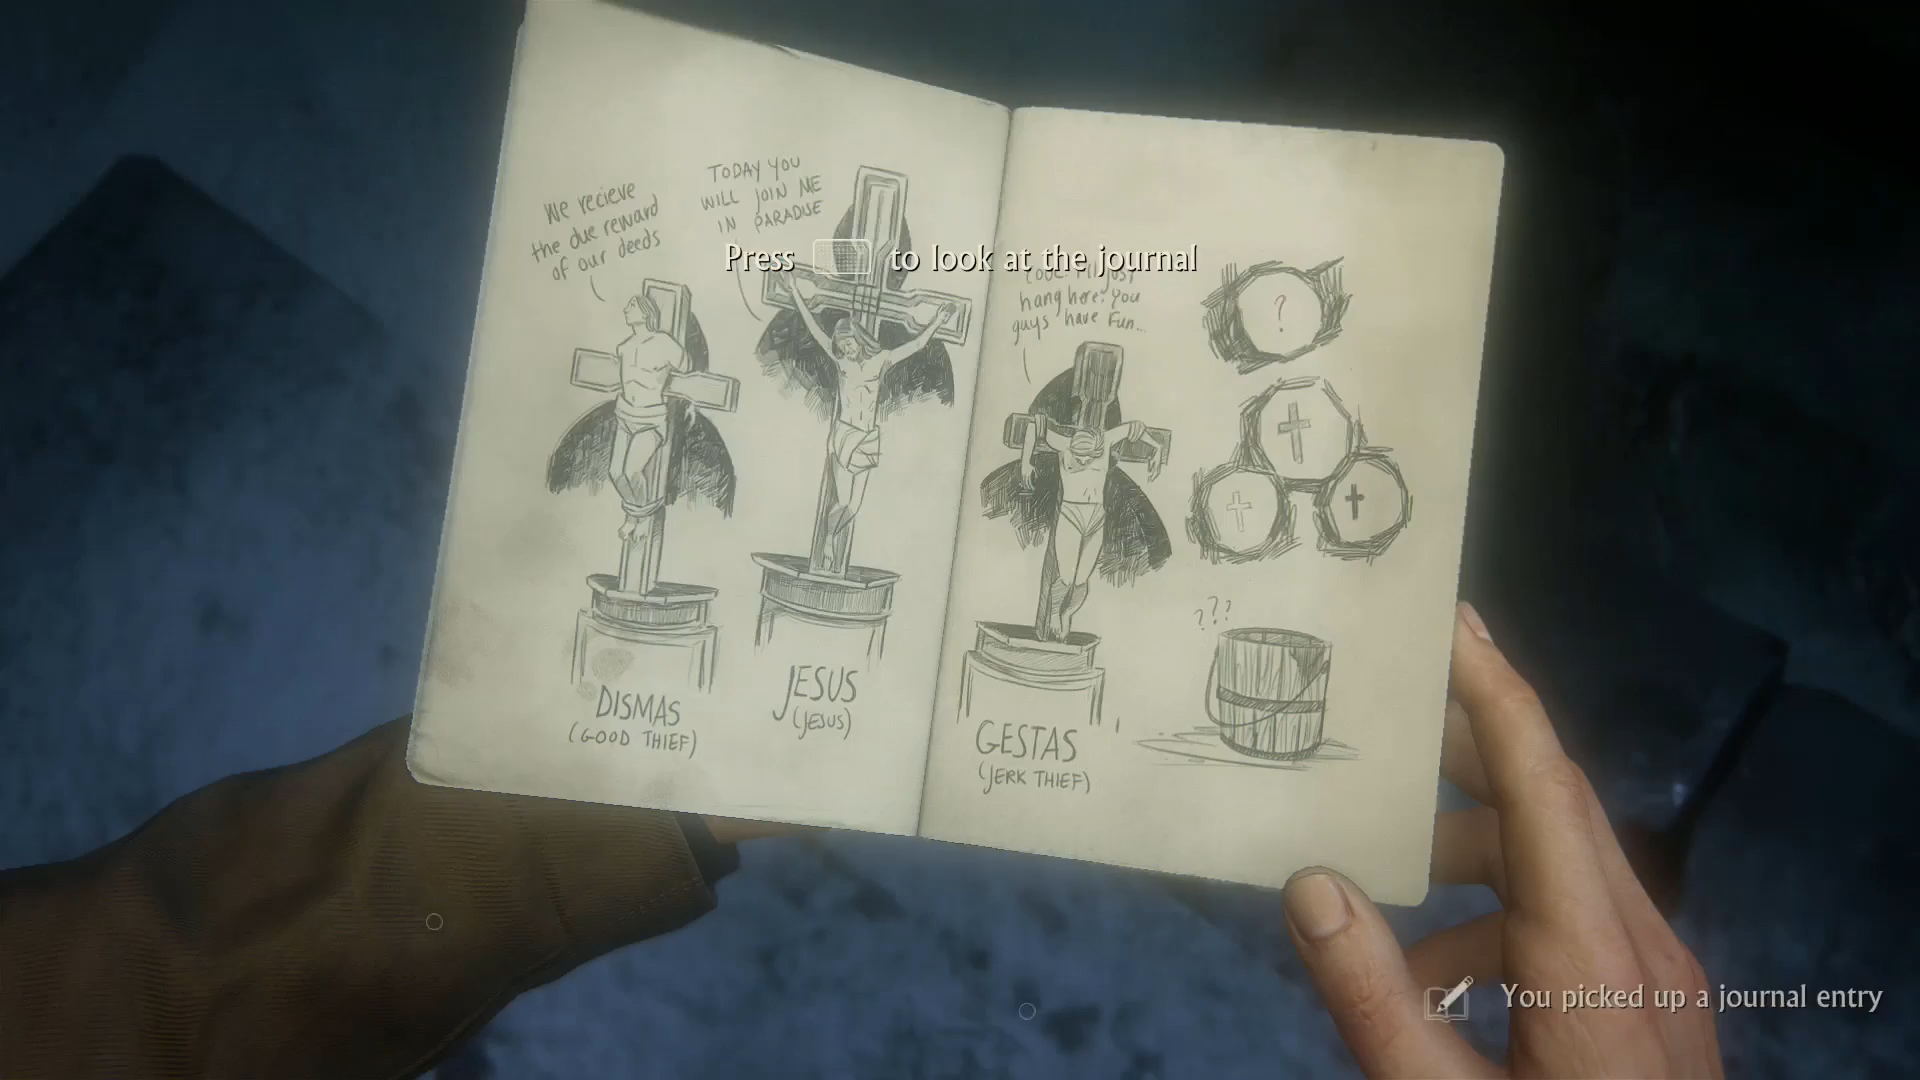 We recieve
the due reward
of our deeds
TODAY YOU
WILL JOIN ME
IN PARADISE
Press to look at the journal
I'll just
hang here. You
guys have fun...
?
???
DISMAS
(GOOD THIEF)
JESUS
(JESUS)
GESTAS
(JERK THIEF)
You picked up a journal entry